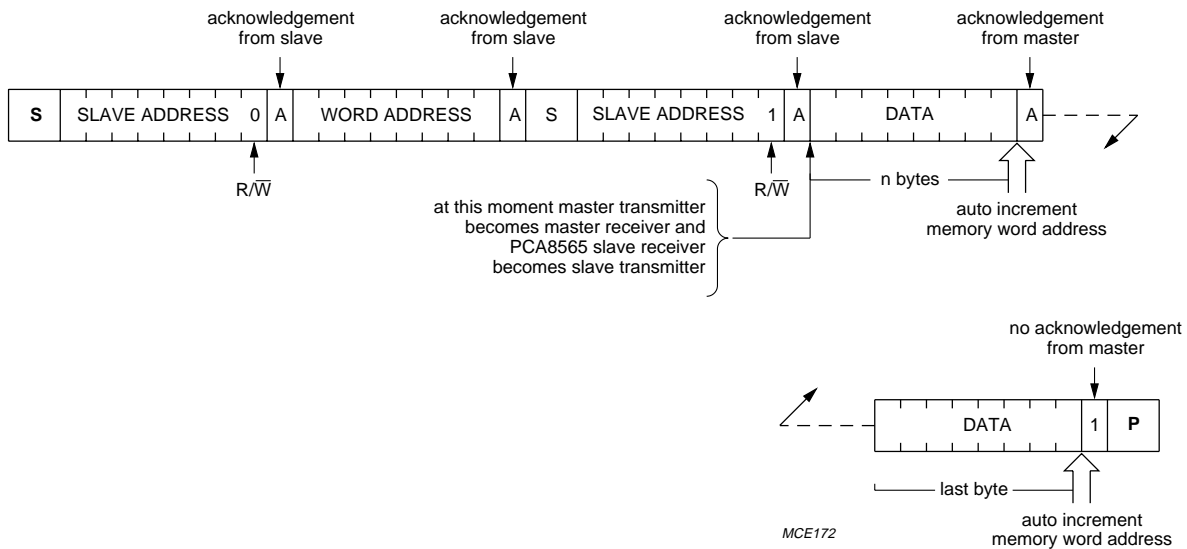 acknowledgement
from slave
acknowledgement
from slave
acknowledgement
from slave
acknowledgement
from master
S SLAVE ADDRESS 0 A WORD ADDRESS A S SLAVE ADDRESS 1 A DATA A
R/W̅
R/W̅
n bytes
at this moment master transmitter
becomes master receiver and
PCA8565 slave receiver
becomes slave transmitter
auto increment
memory word address
no acknowledgement
from master
DATA 1 P
last byte
auto increment
memory word address
MCE172